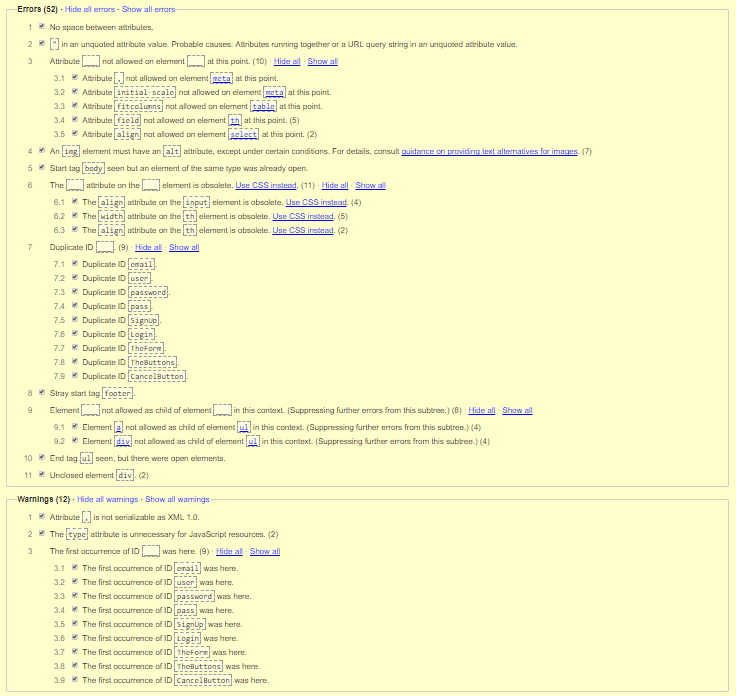 Errors (52) · Hide all errors · Show all errors
1 No space between attributes.
2 " in an unquoted attribute value. Probable causes: Attributes running together or a URL query string in an unquoted attribute value.
3 Attribute ___ not allowed on element ___ at this point. (10) · Hide all · Show all
3.1 Attribute , not allowed on element meta at this point.
3.2 Attribute initial-scale not allowed on element meta at this point.
3.3 Attribute fitcolumns not allowed on element table at this point.
3.4 Attribute field not allowed on element th at this point. (5)
3.5 Attribute align not allowed on element select at this point. (2)
4 An img element must have an alt attribute, except under certain conditions. For details, consult guidance on providing text alternatives for images. (7)
5 Start tag body seen but an element of the same type was already open.
6 The ___ attribute on the ___ element is obsolete. Use CSS instead. (11) · Hide all · Show all
6.1 The align attribute on the input element is obsolete. Use CSS instead. (4)
6.2 The width attribute on the th element is obsolete. Use CSS instead. (5)
6.3 The align attribute on the th element is obsolete. Use CSS instead. (2)
7 Duplicate ID ___. (9) · Hide all · Show all
7.1 Duplicate ID email.
7.2 Duplicate ID user.
7.3 Duplicate ID password.
7.4 Duplicate ID pass.
7.5 Duplicate ID SignUp.
7.6 Duplicate ID Login.
7.7 Duplicate ID TheForm.
7.8 Duplicate ID TheButtons.
7.9 Duplicate ID CancelButton.
8 Stray start tag footer.
9 Element ___ not allowed as child of element ___ in this context. (Suppressing further errors from this subtree.) (8) · Hide all · Show all
9.1 Element a not allowed as child of element ul in this context. (Suppressing further errors from this subtree.) (4)
9.2 Element div not allowed as child of element ul in this context. (Suppressing further errors from this subtree.) (4)
10 End tag ul seen, but there were open elements.
11 Unclosed element div. (2)
Warnings (12) · Hide all warnings · Show all warnings
1 Attribute , is not serializable as XML 1.0.
2 The type attribute is unnecessary for JavaScript resources. (2)
3 The first occurrence of ID ___ was here. (9) · Hide all · Show all
3.1 The first occurrence of ID email was here.
3.2 The first occurrence of ID user was here.
3.3 The first occurrence of ID password was here.
3.4 The first occurrence of ID pass was here.
3.5 The first occurrence of ID SignUp was here.
3.6 The first occurrence of ID Login was here.
3.7 The first occurrence of ID TheForm was here.
3.8 The first occurrence of ID TheButtons was here.
3.9 The first occurrence of ID CancelButton was here.